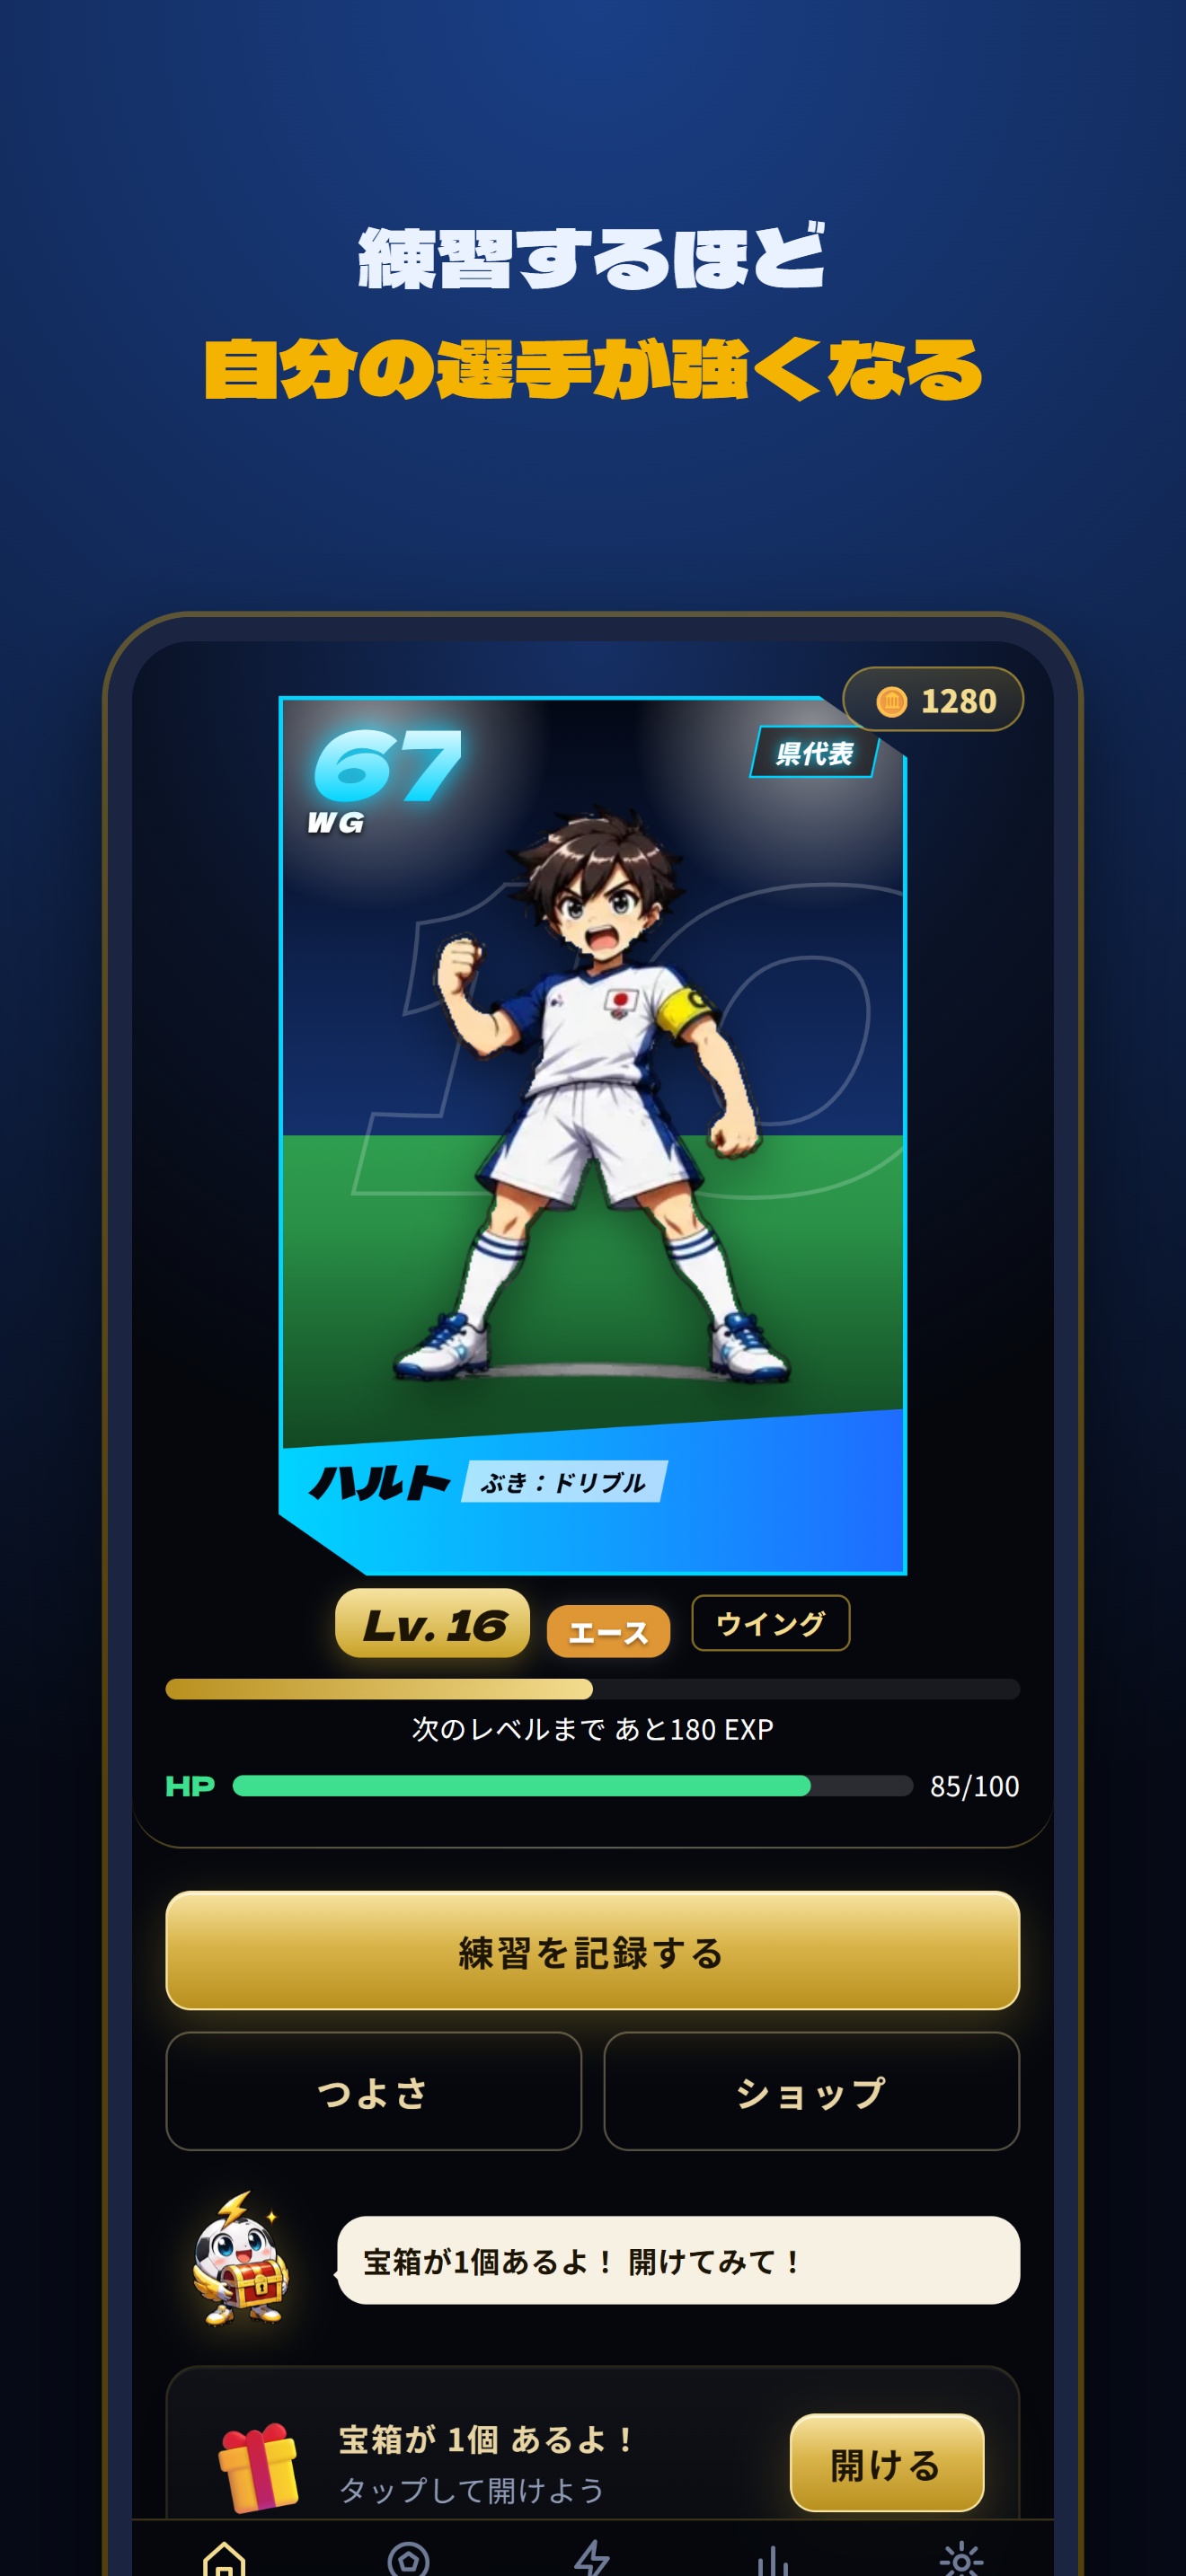 練習するほど
自分の選手が強くなる
1280
67
県代表
WG
16
C
ハルト ぶき：ドリブル
Lv. 16 エース ウイング
次のレベルまで あと180 EXP
HP 85/100
練習を記録する
つよさ ショップ
宝箱が1個あるよ！ 開けてみて！
宝箱が 1個 あるよ！
タップして開けよう
開ける